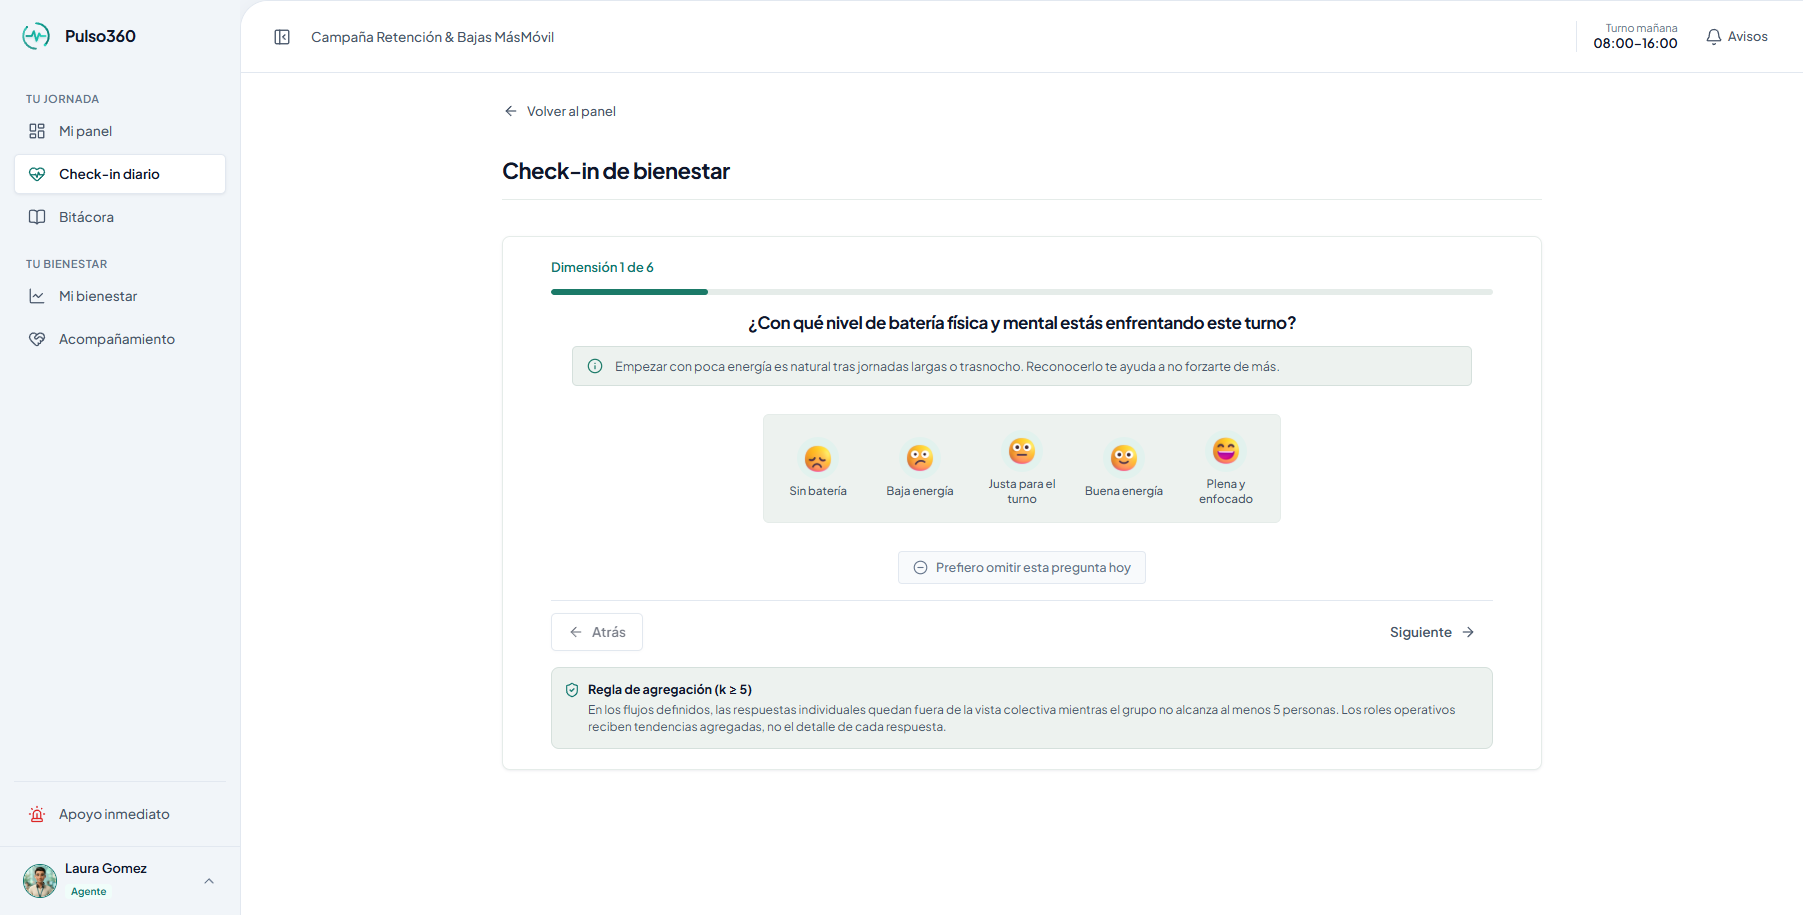 Pulso360
TU JORNADA
Mi panel
Check-in diario
Bitácora
TU BIENESTAR
Mi bienestar
Acompañamiento
Apoyo inmediato
Laura Gomez
Agente
Campaña Retención & Bajas MásMóvil
Turno mañana
08:00–16:00
Avisos
Volver al panel
Check-in de bienestar
Dimensión 1 de 6
¿Con qué nivel de batería física y mental estás enfrentando este turno?
Empezar con poca energía es natural tras jornadas largas o trasnocho. Reconocerlo te ayuda a no forzarte de más.
Sin batería
Baja energía
Justa para el
turno
Buena energía
Plena y
enfocado
Prefiero omitir esta pregunta hoy
Atrás
Siguiente
Regla de agregación (k ≥ 5)
En los flujos definidos, las respuestas individuales quedan fuera de la vista colectiva mientras el grupo no alcanza al menos 5 personas. Los roles operativos
reciben tendencias agregadas, no el detalle de cada respuesta.